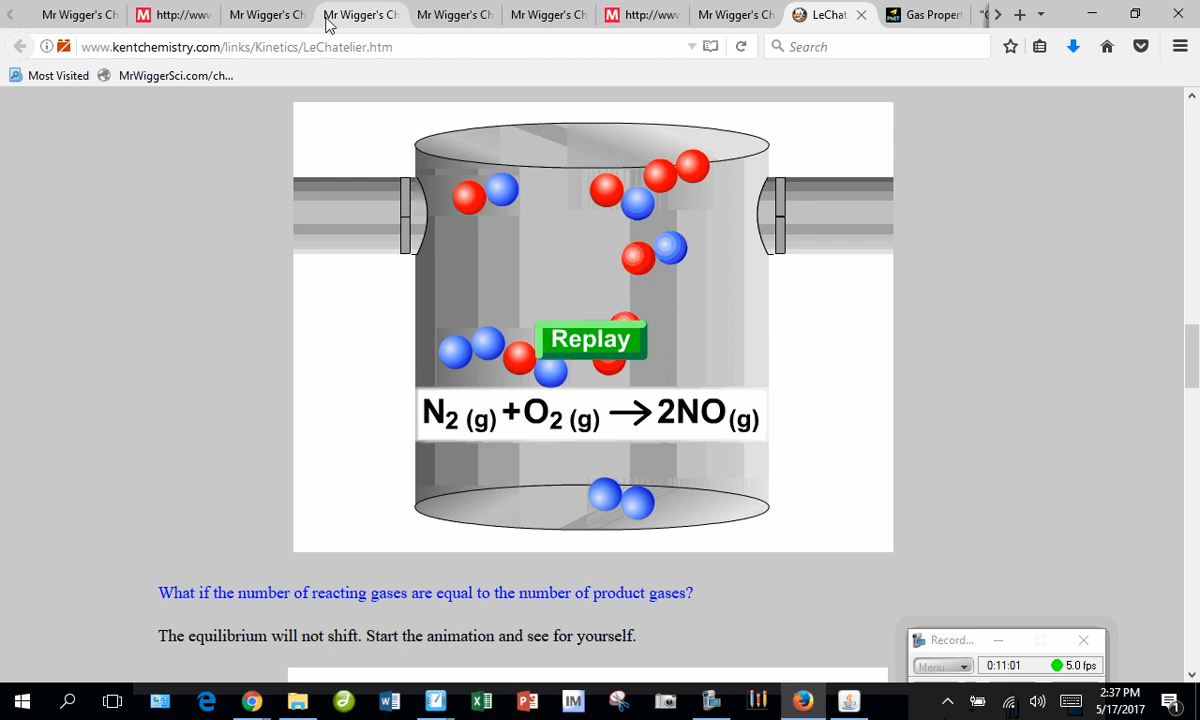 Mr Wigger's Ch
http://www
Mr Wigger's Ch
Mr Wigger's Ch
Mr Wigger's Ch
Mr Wigger's Ch
http://www
Mr Wigger's Ch
LeChat
Gas Propert
www.kentchemistry.com/links/Kinetics/LeChatelier.htm
Search
Most Visited
MrWiggerSci.com/ch...
Replay
N2 (g) + O2 (g) → 2NO (g)
What if the number of reacting gases are equal to the number of product gases?
The equilibrium will not shift. Start the animation and see for yourself.
Record...
Menu
0:11:01
5.0 fps
2:37 PM
5/17/2017